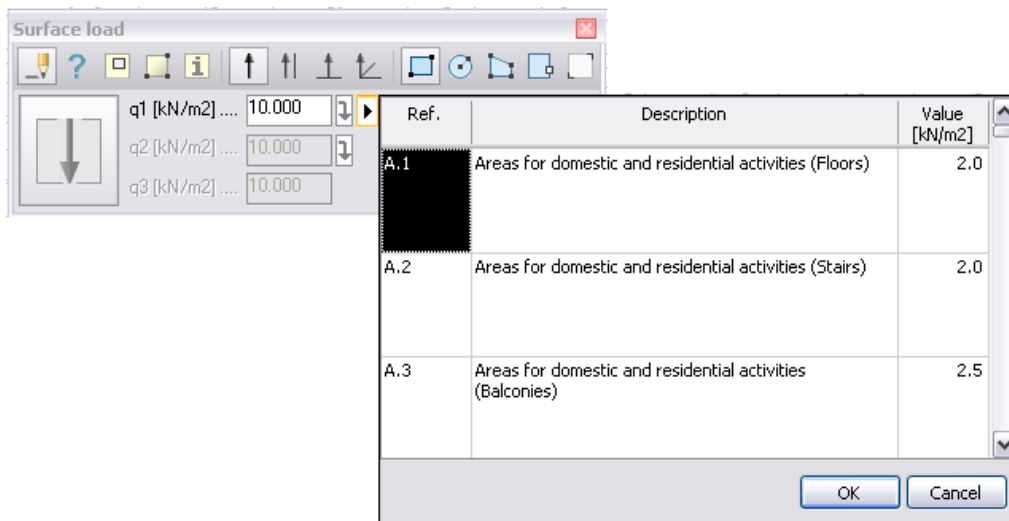 Surface load
q1 [kN/m2] .... 10.000
q2 [kN/m2] .... 10.000
q3 [kN/m2] .... 10.000
Ref. Description Value
[kN/m2]
A.1 Areas for domestic and residential activities (Floors) 2.0
A.2 Areas for domestic and residential activities (Stairs) 2.0
A.3 Areas for domestic and residential activities 2.5
(Balconies)
OK Cancel